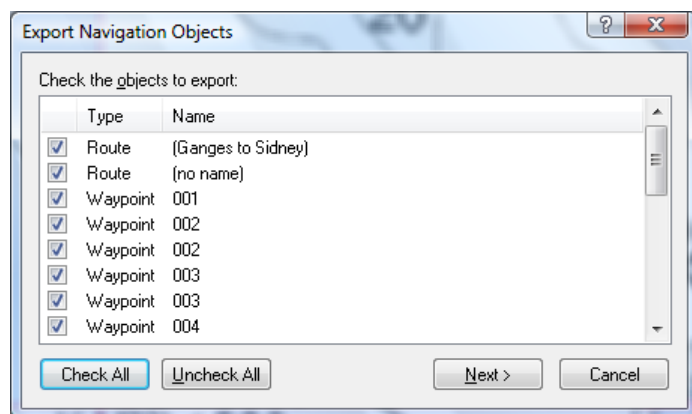 Export Navigation Objects
Check the objects to export:
Type Name
Route (Ganges to Sidney)
Route (no name)
Waypoint 001
Waypoint 002
Waypoint 002
Waypoint 003
Waypoint 003
Waypoint 004
Check All Uncheck All Next > Cancel